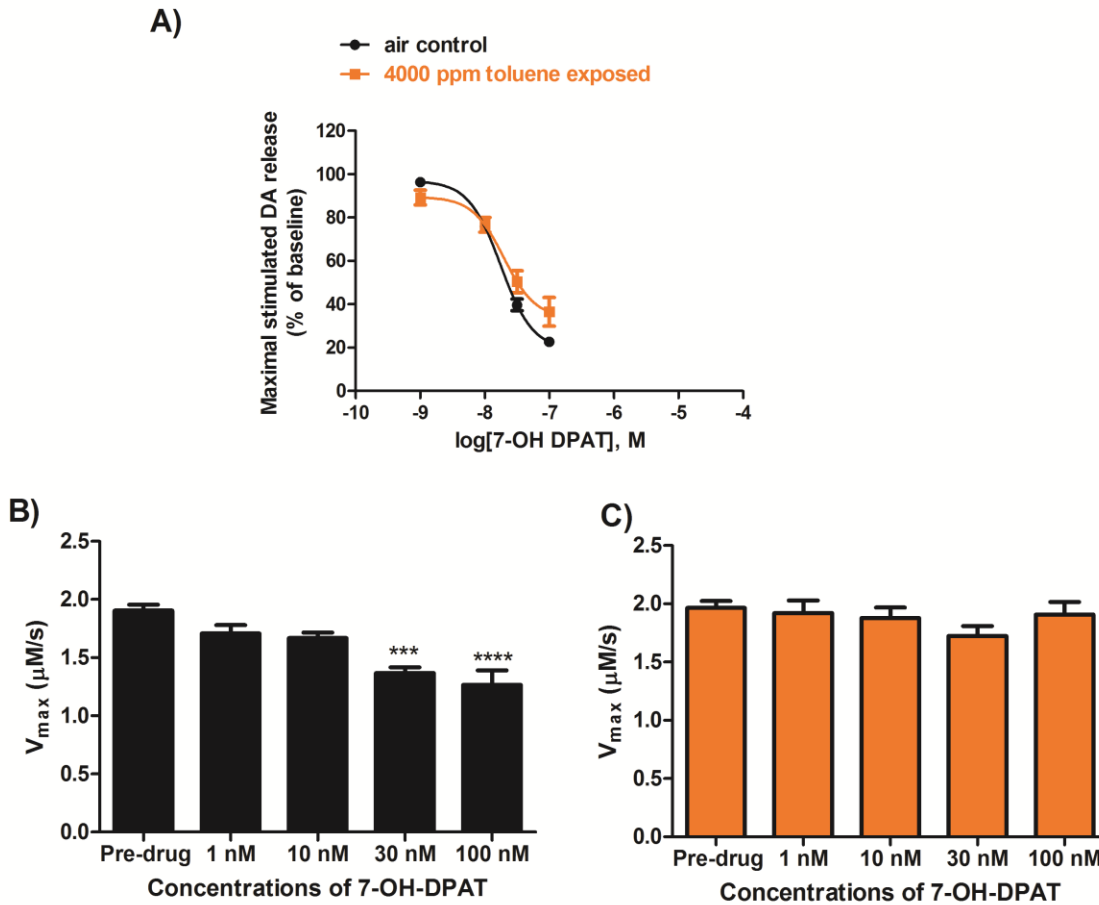 A)
air control
4000 ppm toluene exposed
Maximal stimulated DA release
(% of baseline)
120
100
80
60
40
20
0
-10 -9 -8 -7 -6 -5 -4
log[7-OH DPAT], M
B)
Vmax (μM/s)
2.5
2.0
1.5
1.0
0.5
0.0
*** ****
Pre-drug 1 nM 10 nM 30 nM 100 nM
Concentrations of 7-OH-DPAT
C)
Vmax (μM/s)
2.5
2.0
1.5
1.0
0.5
0.0
Pre-drug 1 nM 10 nM 30 nM 100 nM
Concentrations of 7-OH-DPAT